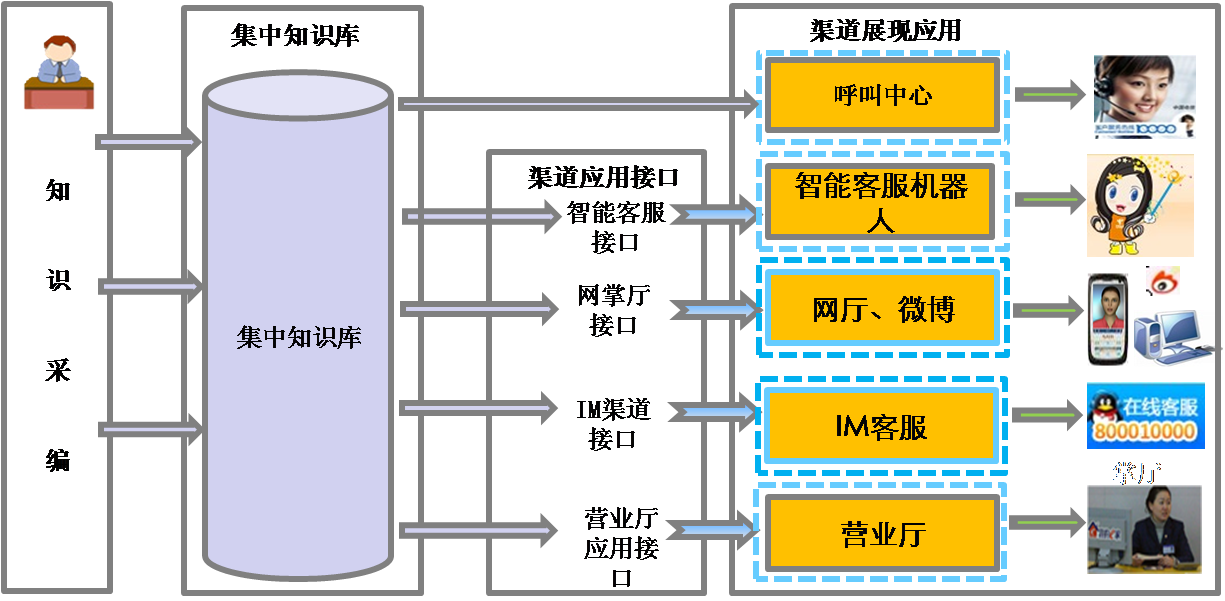 知
识
采
编
集中知识库
集中知识库
渠道应用接口
智能客服
接口
网掌厅
接口
IM渠道
接口
营业厅
应用接
口
渠道展现应用
呼叫中心
智能客服机器
人
网厅、微博
IM客服
营业厅
10000
在线客服
800010000
掌厅